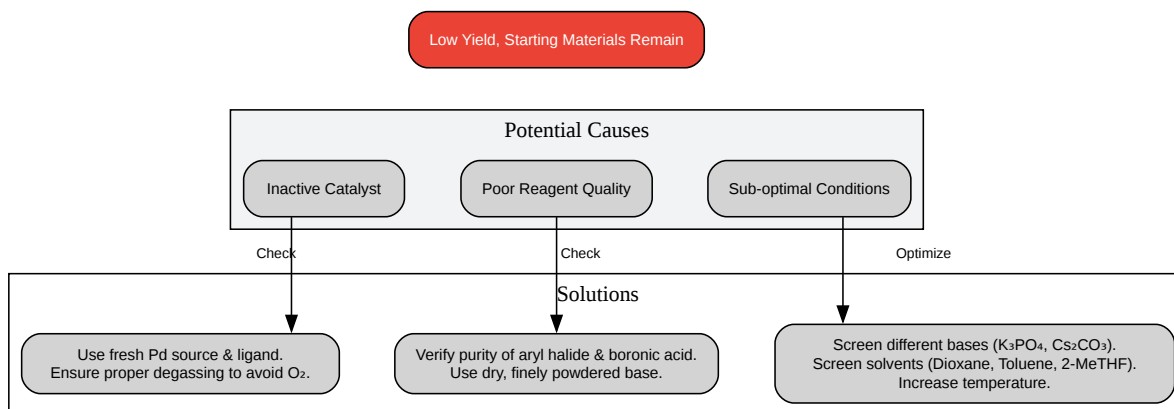 Low Yield, Starting Materials Remain
Potential Causes
Inactive Catalyst
Poor Reagent Quality
Sub-optimal Conditions
Check
Check
Optimize
Solutions
Use fresh Pd source & ligand.
Ensure proper degassing to avoid O₂.
Verify purity of aryl halide & boronic acid.
Use dry, finely powdered base.
Screen different bases (K₃PO₄, Cs₂CO₃).
Screen solvents (Dioxane, Toluene, 2-MeTHF).
Increase temperature.